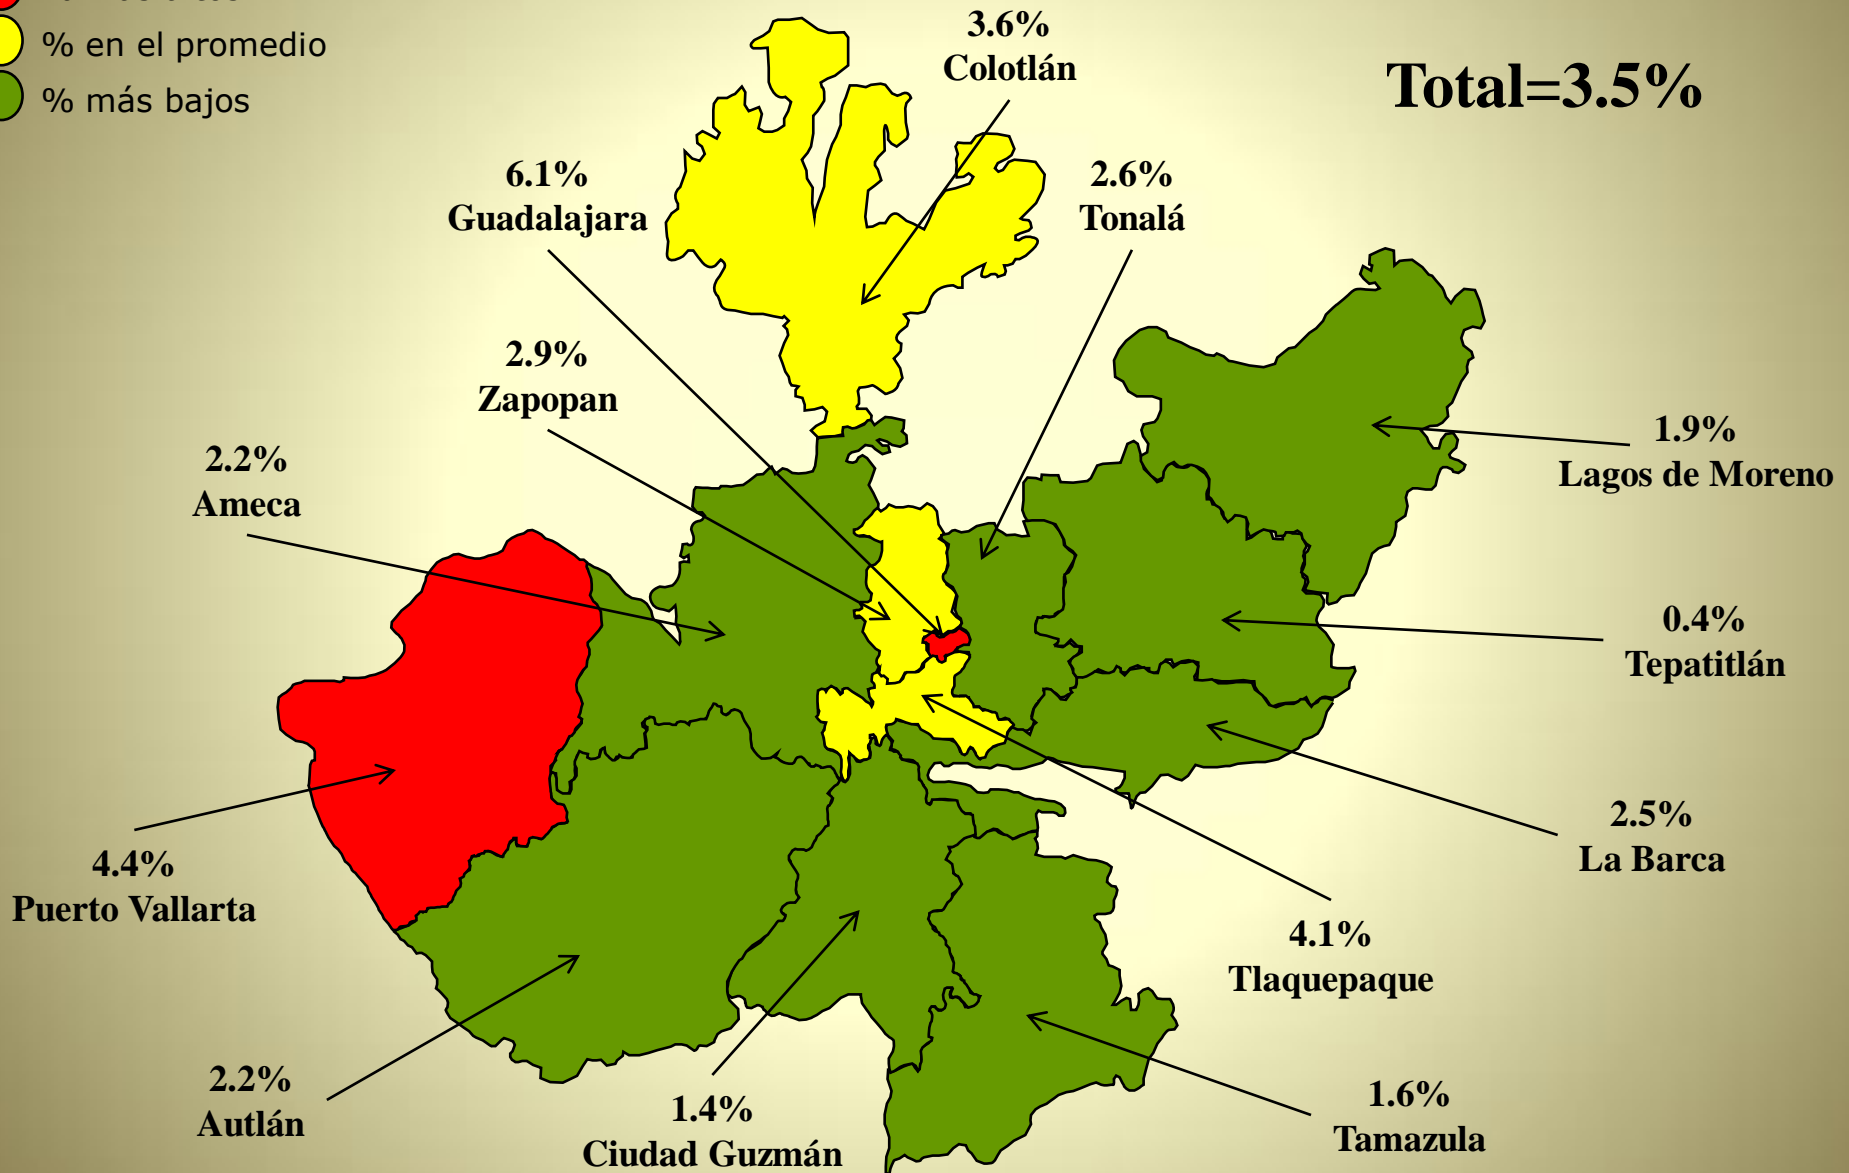 % en el promedio
% más bajos
Total=3.5%
3.6%
Colotlán
6.1%
Guadalajara
2.6%
Tonalá
2.9%
Zapopan
2.2%
Ameca
1.9%
Lagos de Moreno
0.4%
Tepatitlán
2.5%
La Barca
4.4%
Puerto Vallarta
4.1%
Tlaquepaque
2.2%
Autlán
1.4%
Ciudad Guzmán
1.6%
Tamazula